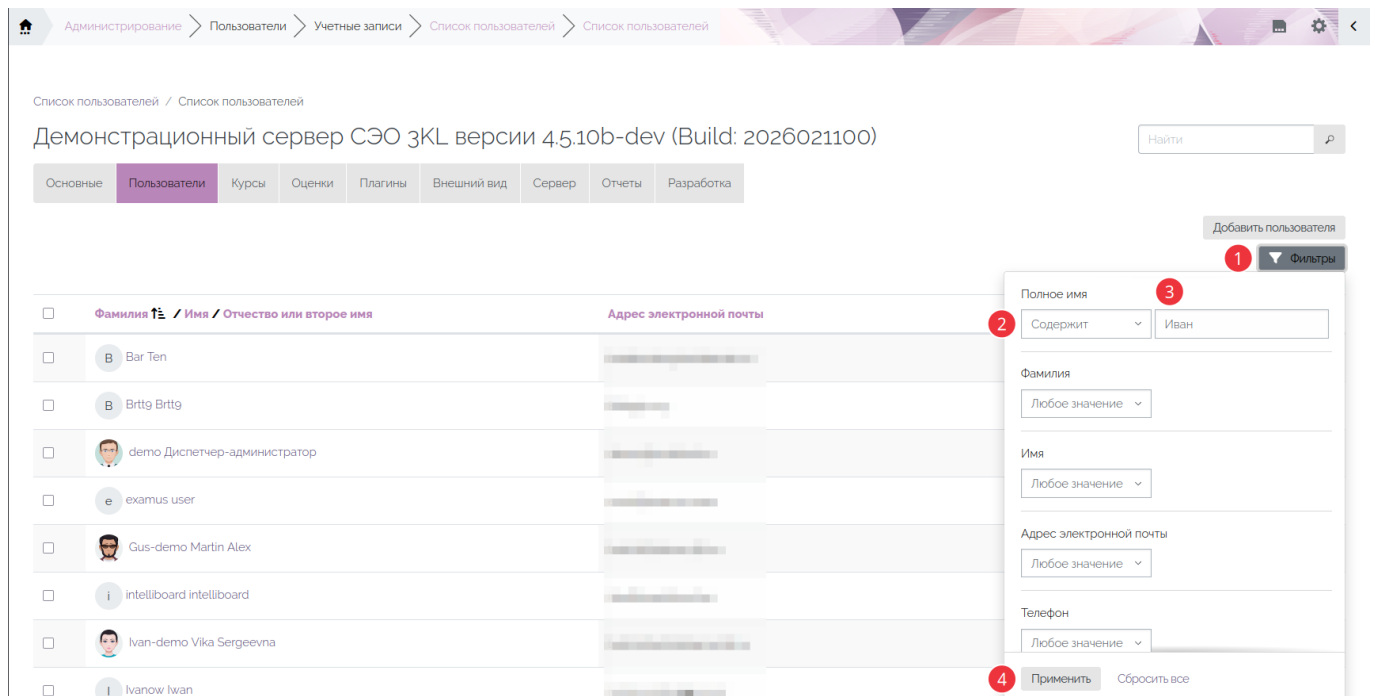 Администрирование Пользователи Учетные записи Список пользователей Список пользователей
Список пользователей / Список пользователей
Демонстрационный сервер СЭО 3KL версии 4.5.10b-dev (Build: 2026021100)
Найти
Основные Пользователи Курсы Оценки Плагины Внешний вид Сервер Отчеты Разработка
Добавить пользователя
1 Фильтры
Фамилия / Имя / Отчество или второе имя Адрес электронной почты
B Bar Ten
B Brtt9 Brtt9
demo Диспетчер-администратор
e examus user
Gus-demo Martin Alex
i intelliboard intelliboard
Ivan-demo Vika Sergeevna
I Ivanow Iwan
Полное имя 3
2 Содержит Иван
Фамилия
Любое значение
Имя
Любое значение
Адрес электронной почты
Любое значение
Телефон
Любое значение
4 Применить Сбросить все